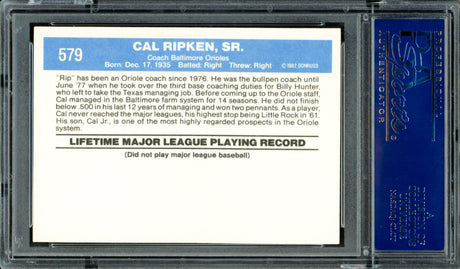 579
CAL RIPKEN, SR.
Coach Baltimore Orioles
Born: Dec. 17, 1935 Batted: Right Threw: Right
© 1982 DONRUSS
"Rip" has been an Oriole coach since 1976. He was the bullpen coach until
June '77 when he took over the third base coaching duties for Billy Hunter,
who left to take the Texas managing job. Before coming up to the Oriole staff,
Cal managed in the Baltimore farm system for 14 seasons. He did not finish
below .500 in his last 12 years of managing and won two pennants. As a player,
Cal never reached the major leagues, his highest stop being Little Rock in '61.
His son, Cal Jr., is one of the most highly regarded prospects in the Oriole
system.
LIFETIME MAJOR LEAGUE PLAYING RECORD
(Did not play major league baseball)
PROFESSIONAL
AUTHENTICATOR
PSA